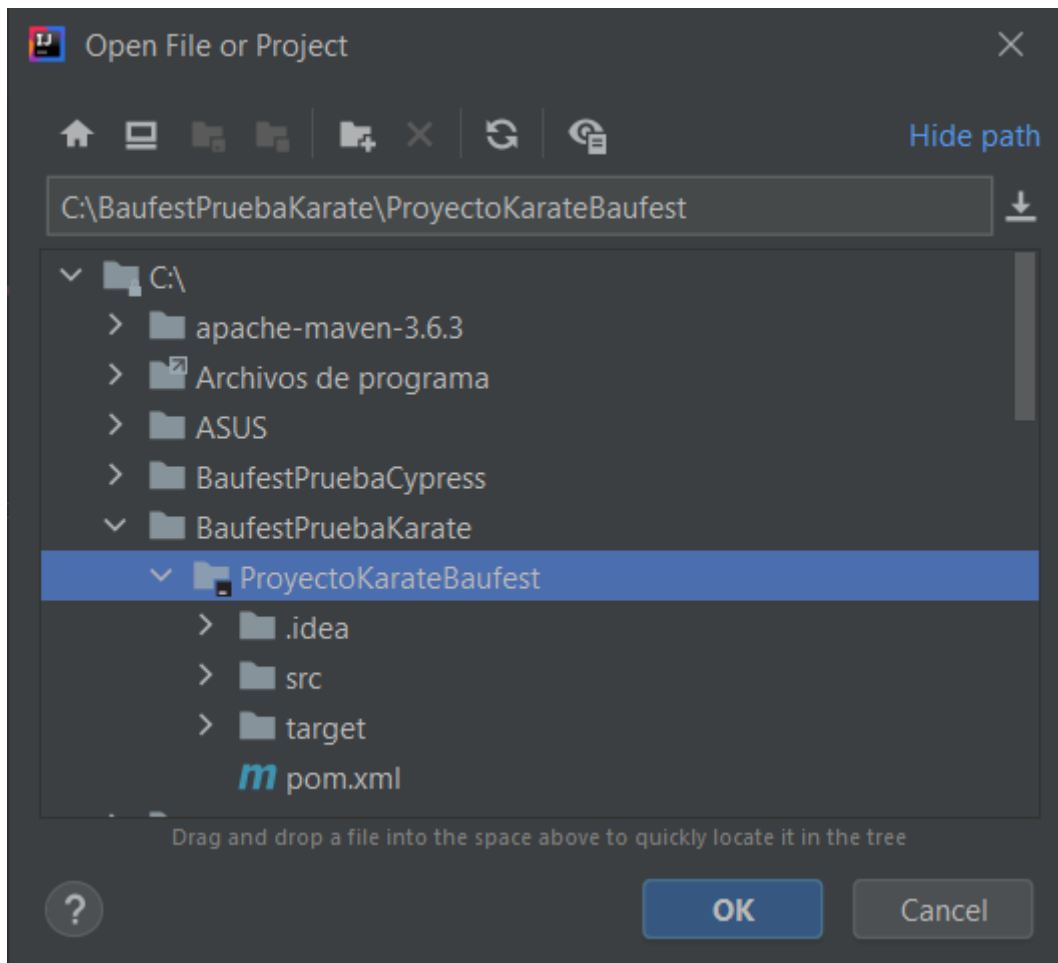 Open File or Project
Hide path
C:\BaufestPruebaKarate\ProyectoKarateBaufest
C:\
apache-maven-3.6.3
Archivos de programa
ASUS
BaufestPruebaCypress
BaufestPruebaKarate
ProyectoKarateBaufest
.idea
src
target
pom.xml
Drag and drop a file into the space above to quickly locate it in the tree
? OK Cancel